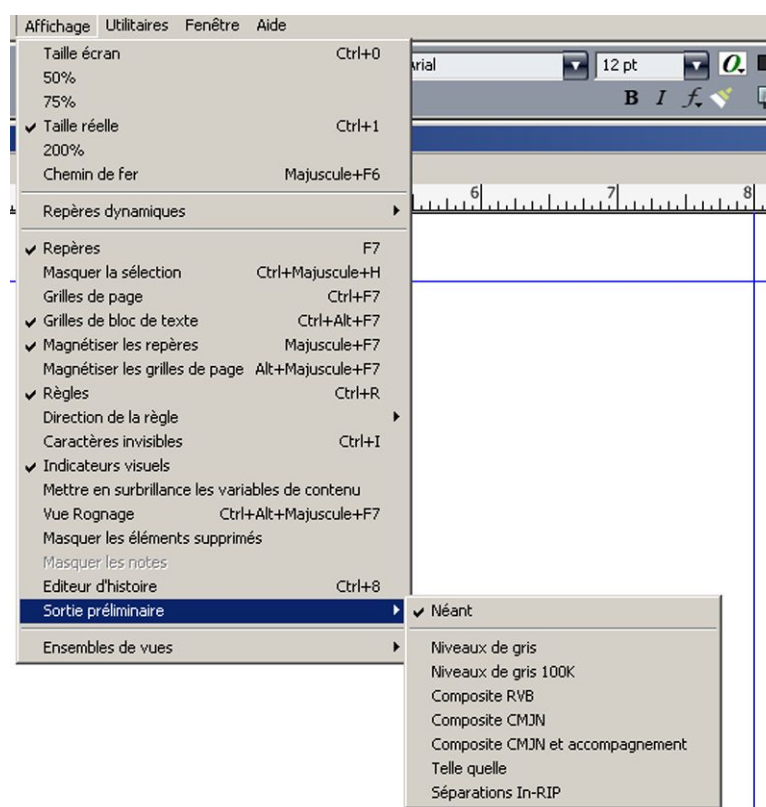 Affichage Utilitaires Fenêtre Aide
Taille écran Ctrl+0
50%
75%
Taille réelle Ctrl+1
200%
Chemin de fer Majuscule+F6
Repères dynamiques
Repères F7
Masquer la sélection Ctrl+Majuscule+H
Grilles de page Ctrl+F7
Grilles de bloc de texte Ctrl+Alt+F7
Magnétiser les repères Majuscule+F7
Magnétiser les grilles de page Alt+Majuscule+F7
Règles Ctrl+R
Direction de la règle
Caractères invisibles Ctrl+I
Indicateurs visuels
Mettre en surbrillance les variables de contenu
Vue Rognage Ctrl+Alt+Majuscule+F7
Masquer les éléments supprimés
Masquer les notes
Editeur d'histoire Ctrl+8
Sortie préliminaire
Ensembles de vues
Néant
Niveaux de gris
Niveaux de gris 100K
Composite RVB
Composite CMJN
Composite CMJN et accompagnement
Telle quelle
Séparations In-RIP
Arial 12 pt O
B I f
6 7 8